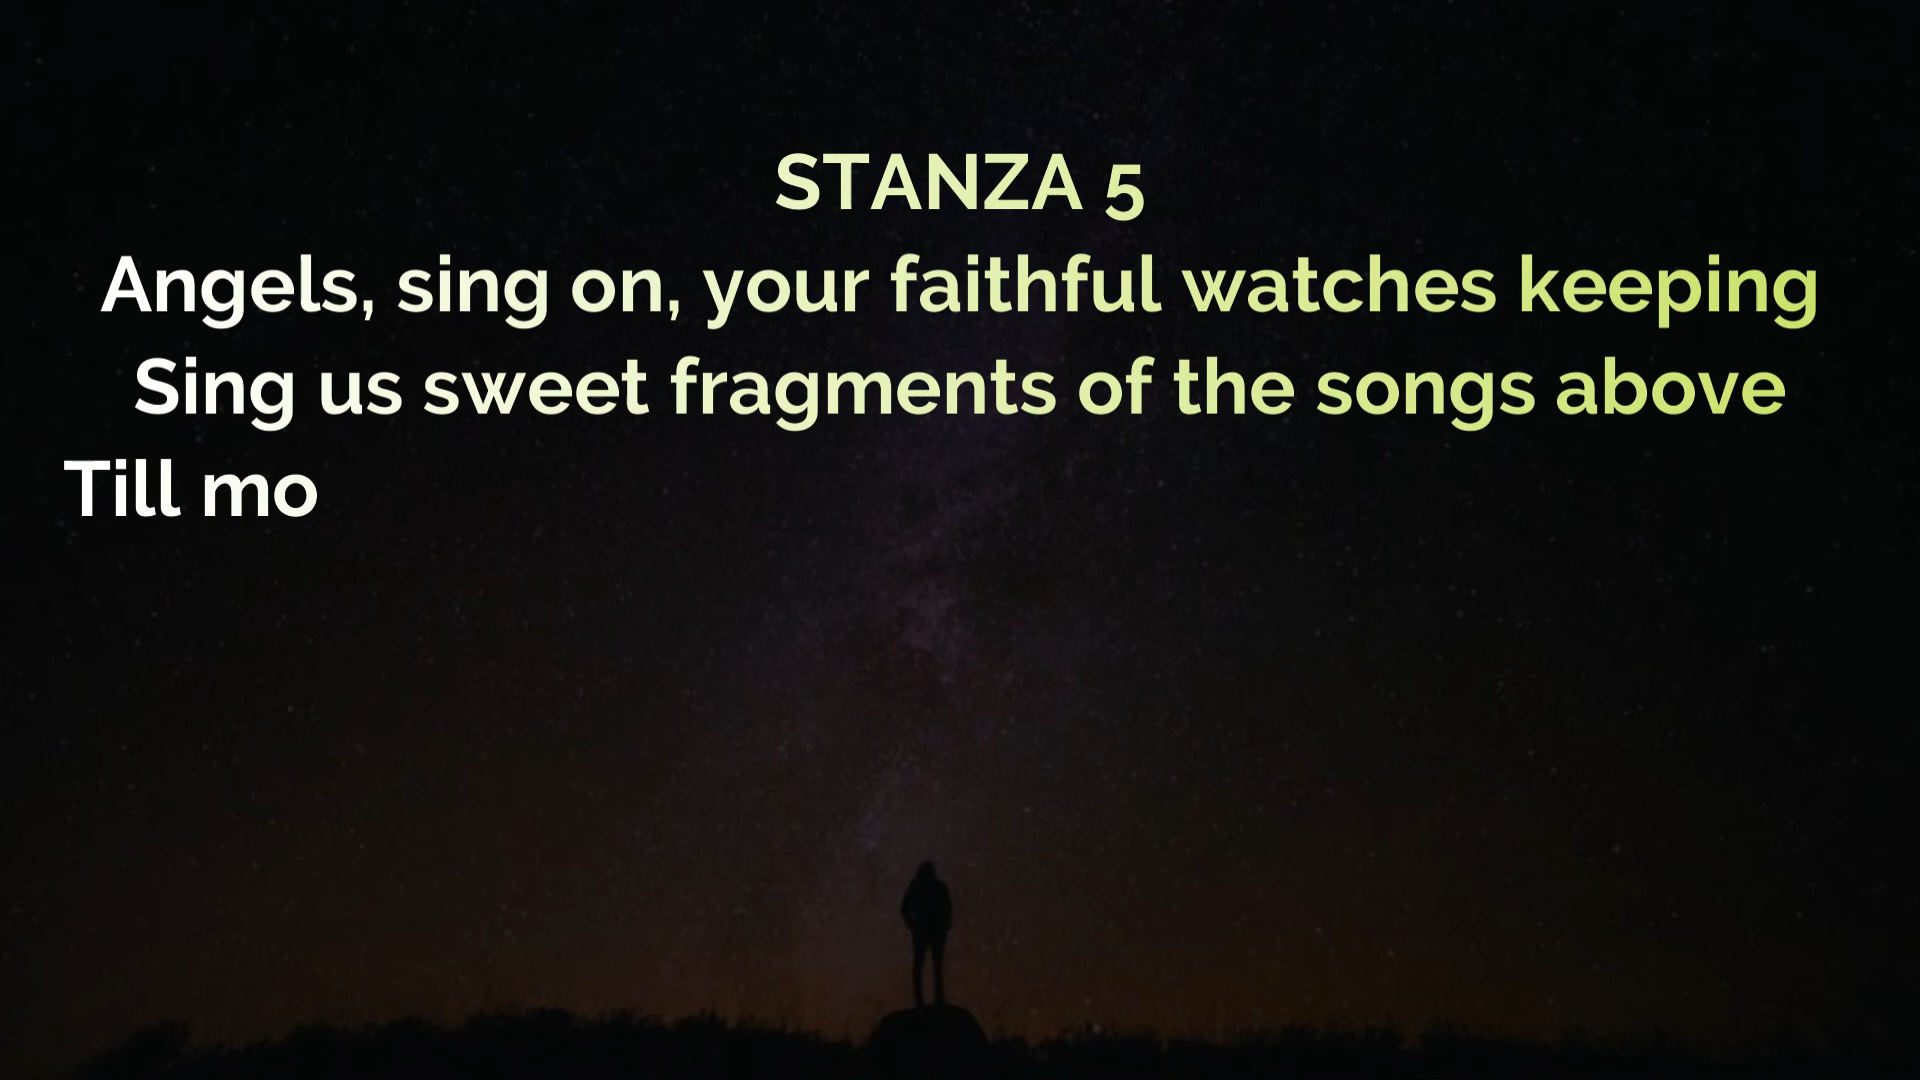 STANZA 5
Angels, sing on, your faithful watches keeping
Sing us sweet fragments of the songs above
Till mo